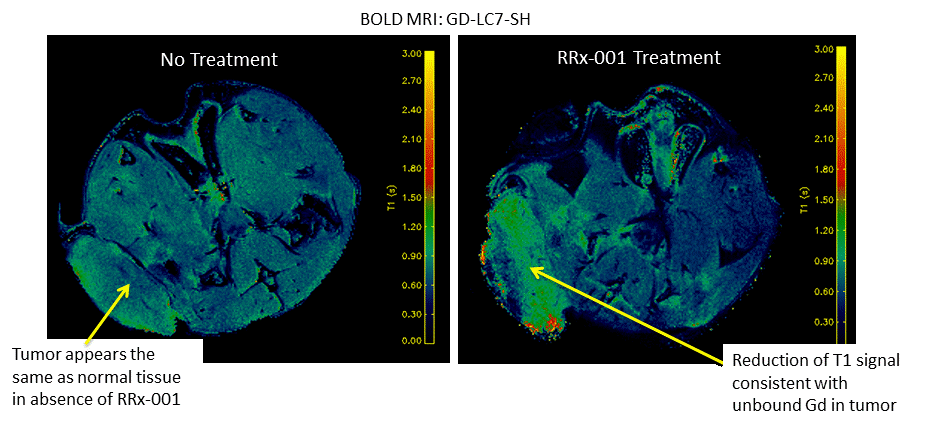 BOLD MRI: GD-LC7-SH
No Treatment
3.00
2.70
2.40
2.10
1.80
1.50
1.20
0.90
0.60
0.30
0.00
T1 (s)
RRx-001 Treatment
3.00
2.70
2.40
2.10
1.80
1.50
1.20
0.90
0.60
0.30
T1 (s)
Tumor appears the
same as normal tissue
in absence of RRx-001
Reduction of T1 signal
consistent with
unbound Gd in tumor